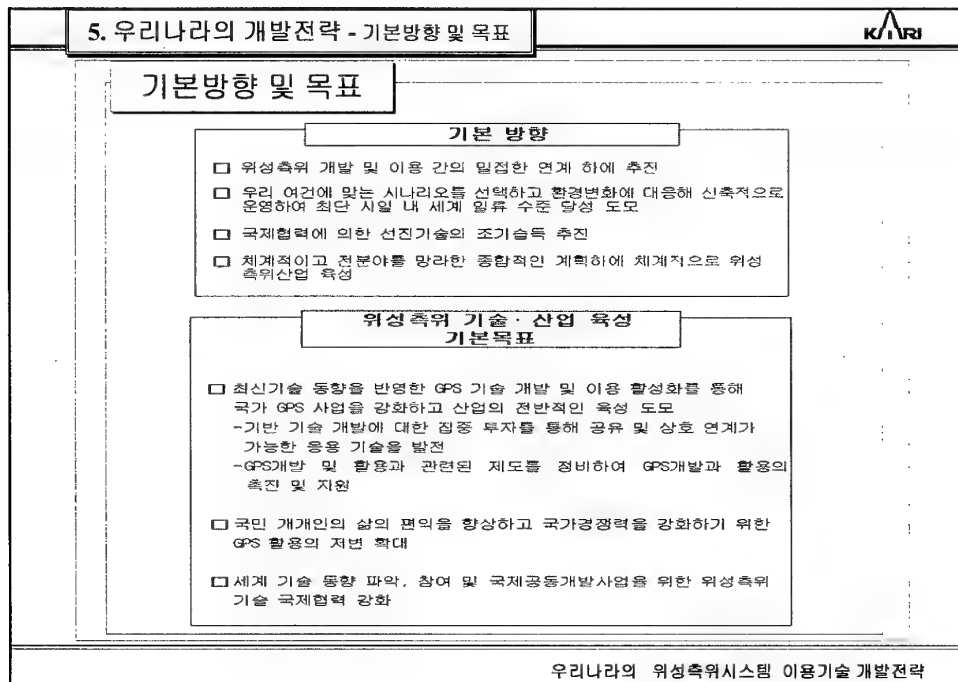 5. 우리나라의 개발전략 - 기본방향 및 목표
KARI
기본방향 및 목표
기본 방향
□ 위성측위 개발 및 이용 간의 밀접한 연계 하에 추진
□ 우리 여건에 맞는 시나리오를 선택하고 환경변화에 대응해 신축적으로
운영하여 최단 시일 내 세계 일류 수준 달성 도모
□ 국제협력에 의한 선진기술의 조기습득 추진
□ 체계적이고 전분야를 망라한 종합적인 계획하에 체계적으로 위성
측위산업 육성
위성측위 기술·산업 육성
기본목표
□ 최신기술 동향을 반영한 GPS 기술 개발 및 이용 활성화를 통해
국가 GPS 사업을 강화하고 산업의 전반적인 육성 도모
-기반 기술 개발에 대한 집중 투자를 통해 공유 및 상호 연계가
가능한 응용 기술을 발전
-GPS개발 및 활용과 관련된 제도를 정비하여 GPS개발과 활용의
촉진 및 지원
□ 국민 개개인의 삶의 편익을 향상하고 국가경쟁력을 강화하기 위한
GPS 활용의 저변 확대
□ 세계 기술 동향 파악, 참여 및 국제공동개발사업을 위한 위성측위
기술 국제협력 강화
우리나라의 위성측위시스템 이용기술 개발전략